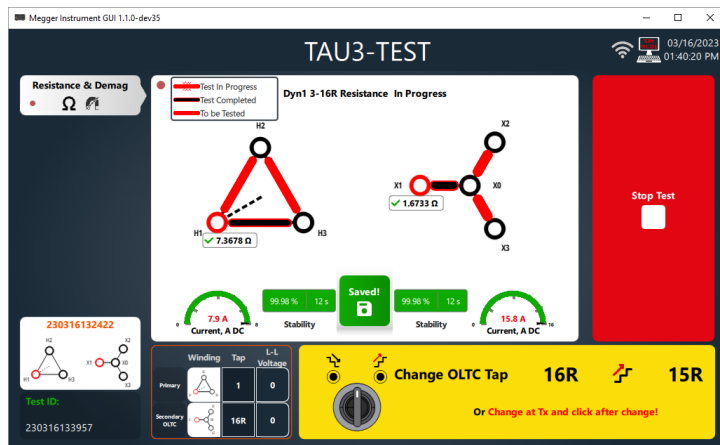 Megger Instrument GUI 1.1.0-dev35
TAU3-TEST
03/16/2023
01:40:20 PM
Resistance & Demag
Ω
Test In Progress
Test Completed
To be Tested
Dyn1 3-16R Resistance In Progress
H2
H1
H3
7.3678 Ω
X2
X1
X0
X3
1.6733 Ω
Stop Test
7.9 A
0
8
Current, A DC
99.98 %
12 s
Stability
Saved!
99.98 %
12 s
Stability
15.8 A
0
16
Current, A DC
230316132422
H2
H1
H3
X2
X1
X0
X3
Test ID:
230316133957
Winding
Tap
L-L
Voltage
Primary
1
0
Secondary
OLTC
16R
0
Change OLTC Tap
16R
15R
Or Change at Tx and click after change!